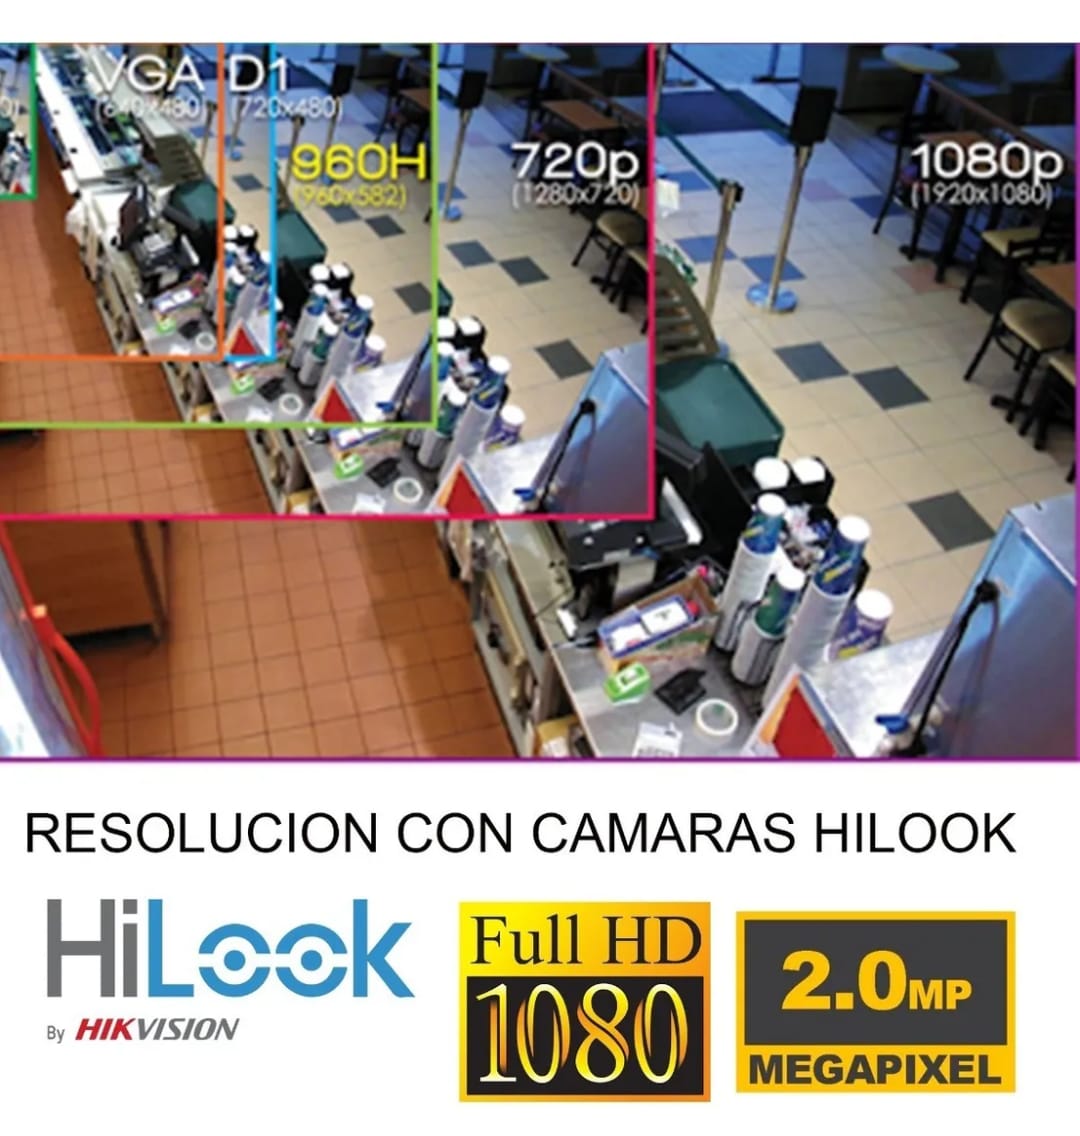 VGA D1
(640x480) (720x480)
0)
960H
(960x582)
720p
(1280x720)
1080p
(1920x1080)
RESOLUCION CON CAMARAS HILOOK
HiLook
By HIKVISION
Full HD
1080
2.0MP
MEGAPIXEL